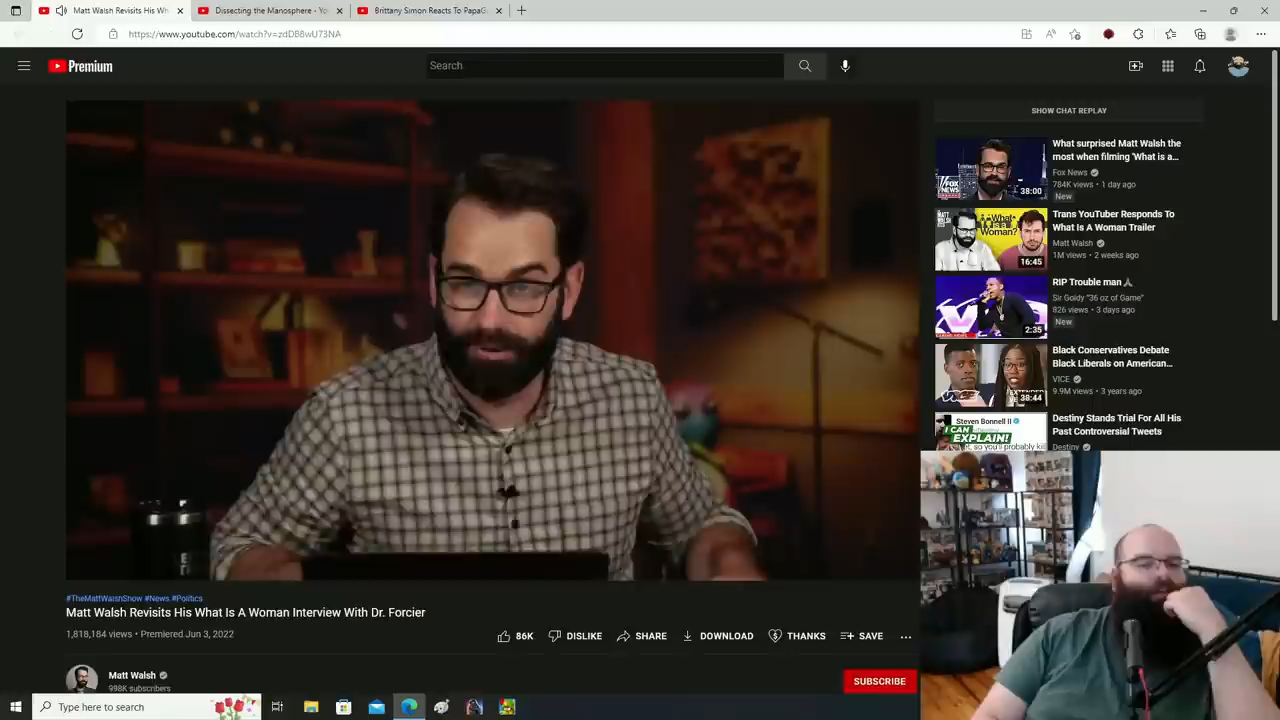 Matt Walsh Revisits His Wh
Dissecting the Manosphere - Yo
Brittany Simon Reacts To PapaG
https://www.youtube.com/watch?v=zdDB8wU73NA
Premium
Search
SHOW CHAT REPLAY
What surprised Matt Walsh the
most when filming 'What is a...
Fox News
784K views • 1 day ago
New
38:00
Trans YouTuber Responds To
What Is A Woman Trailer
Matt Walsh
1M views • 2 weeks ago
16:45
RIP Trouble man
Sir Goidy "36 oz of Game"
826 views • 3 days ago
New
2:35
Black Conservatives Debate
Black Liberals on American...
VICE
9.9M views • 3 years ago
EXTENDED
38:44
Destiny Stands Trial For All His
Past Controversial Tweets
Destiny
Steven Bonnell II
I CAN
EXPLAIN!
#TheMattWalshShow #News #Politics
Matt Walsh Revisits His What Is A Woman Interview With Dr. Forcier
1,818,184 views • Premiered Jun 3, 2022
86K
DISLIKE
SHARE
DOWNLOAD
THANKS
SAVE
Matt Walsh
998K subscribers
SUBSCRIBE
Type here to search